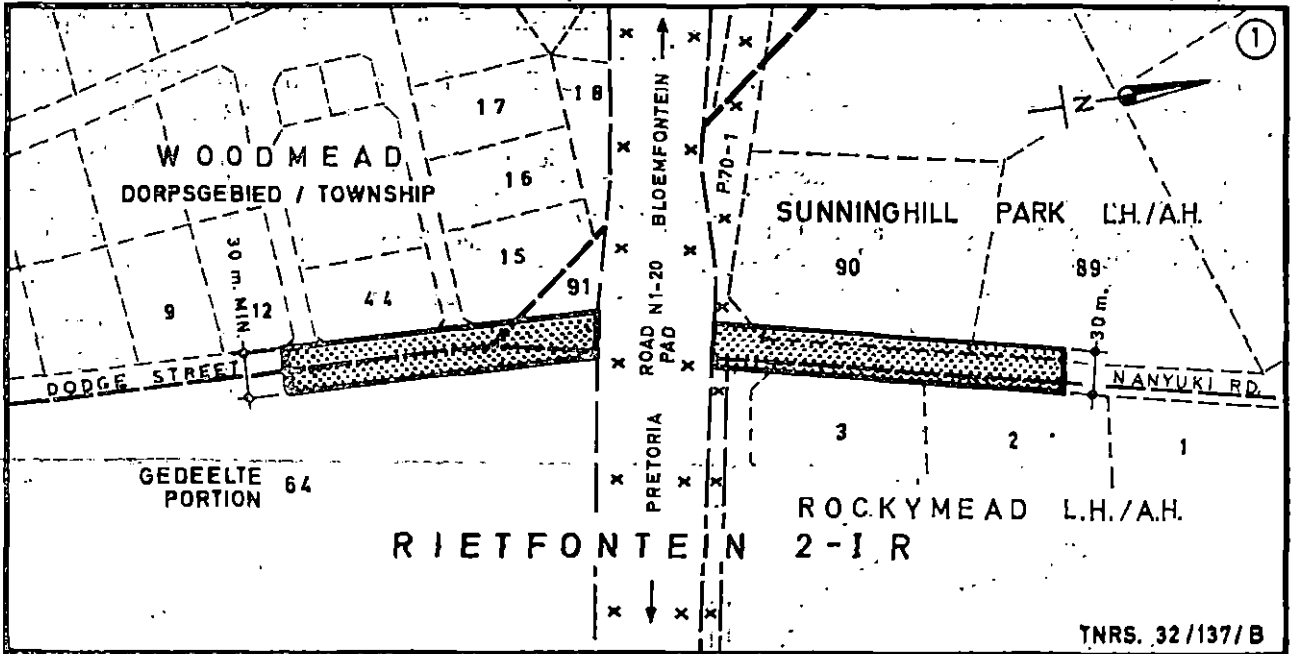 1
N
17
18
WOODMEAD
DORPSGEBIED / TOWNSHIP
16
15
91
30 m. MIN
9
12
44
DODGE STREET
BLOEMFONTEIN
ROAD N1-20
PAD
PRETORIA
P.70-1
SUNNINGHILL PARK L.H./A.H.
90
89
30 m.
NANYUKI RD.
3
2
1
GEDEELTE
PORTION 64
ROCKYMEAD L.H./A.H.
RIETFONTEIN 2-I R
TNRS. 32/137/B